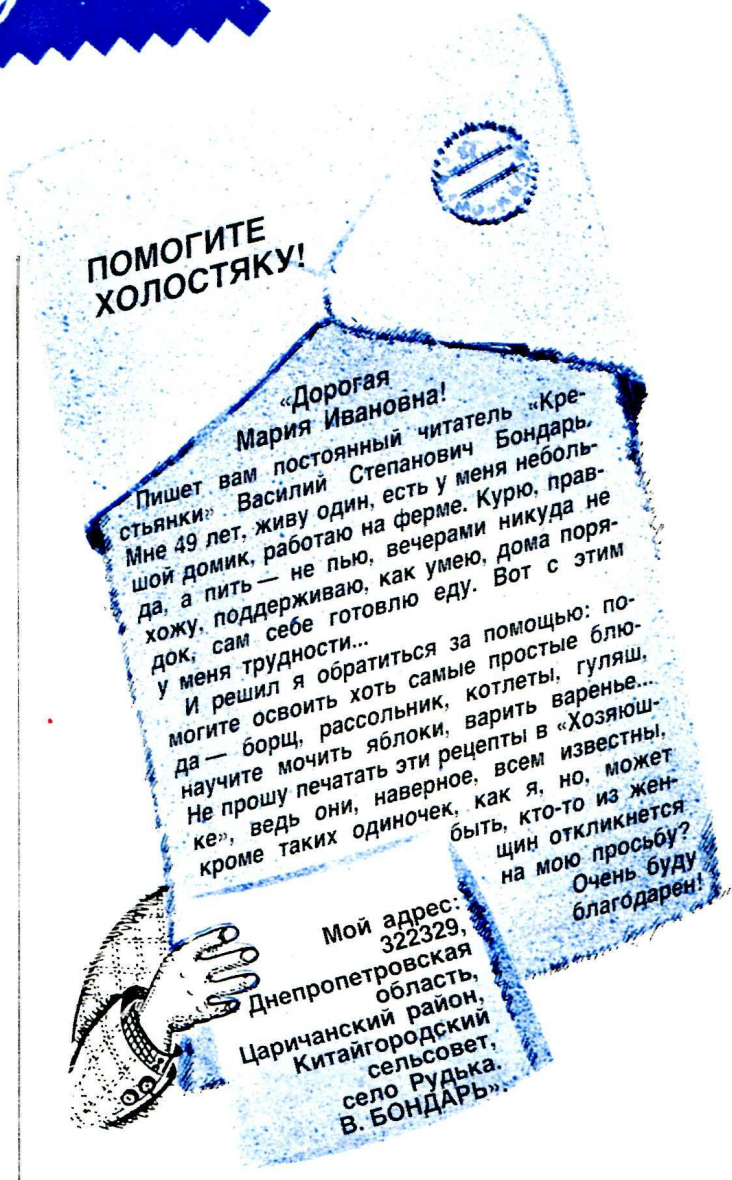 ПОМОГИТЕ
ХОЛОСТЯКУ!
«Дорогая
Мария Ивановна!
Пишет вам постоянный читатель «Кре-
стьянки» Василий Степанович Бондарь.
Мне 49 лет, живу один, есть у меня неболь-
шой домик, работаю на ферме. Курю, прав-
да, а пить — не пью, вечерами никуда не
хожу, поддерживаю, как умею, дома поря-
док, сам себе готовлю еду. Вот с этим
у меня трудности...
И решил я обратиться за помощью: по-
могите освоить хоть самые простые блю-
да — борщ, рассольник, котлеты, гуляш,
научите мочить яблоки, варить варенье...
Не прошу печатать эти рецепты в «Хозяюш-
ке», ведь они, наверное, всем известны,
кроме таких одиночек, как я, но, может
быть, кто-то из жен-
щин откликнется
на мою просьбу?
Очень буду
благодарен!
Мой адрес:
322329,
Днепропетровская
область,
Царичанский район,
Китайгородский
сельсовет,
село Рудька.
В. БОНДАРЬ».